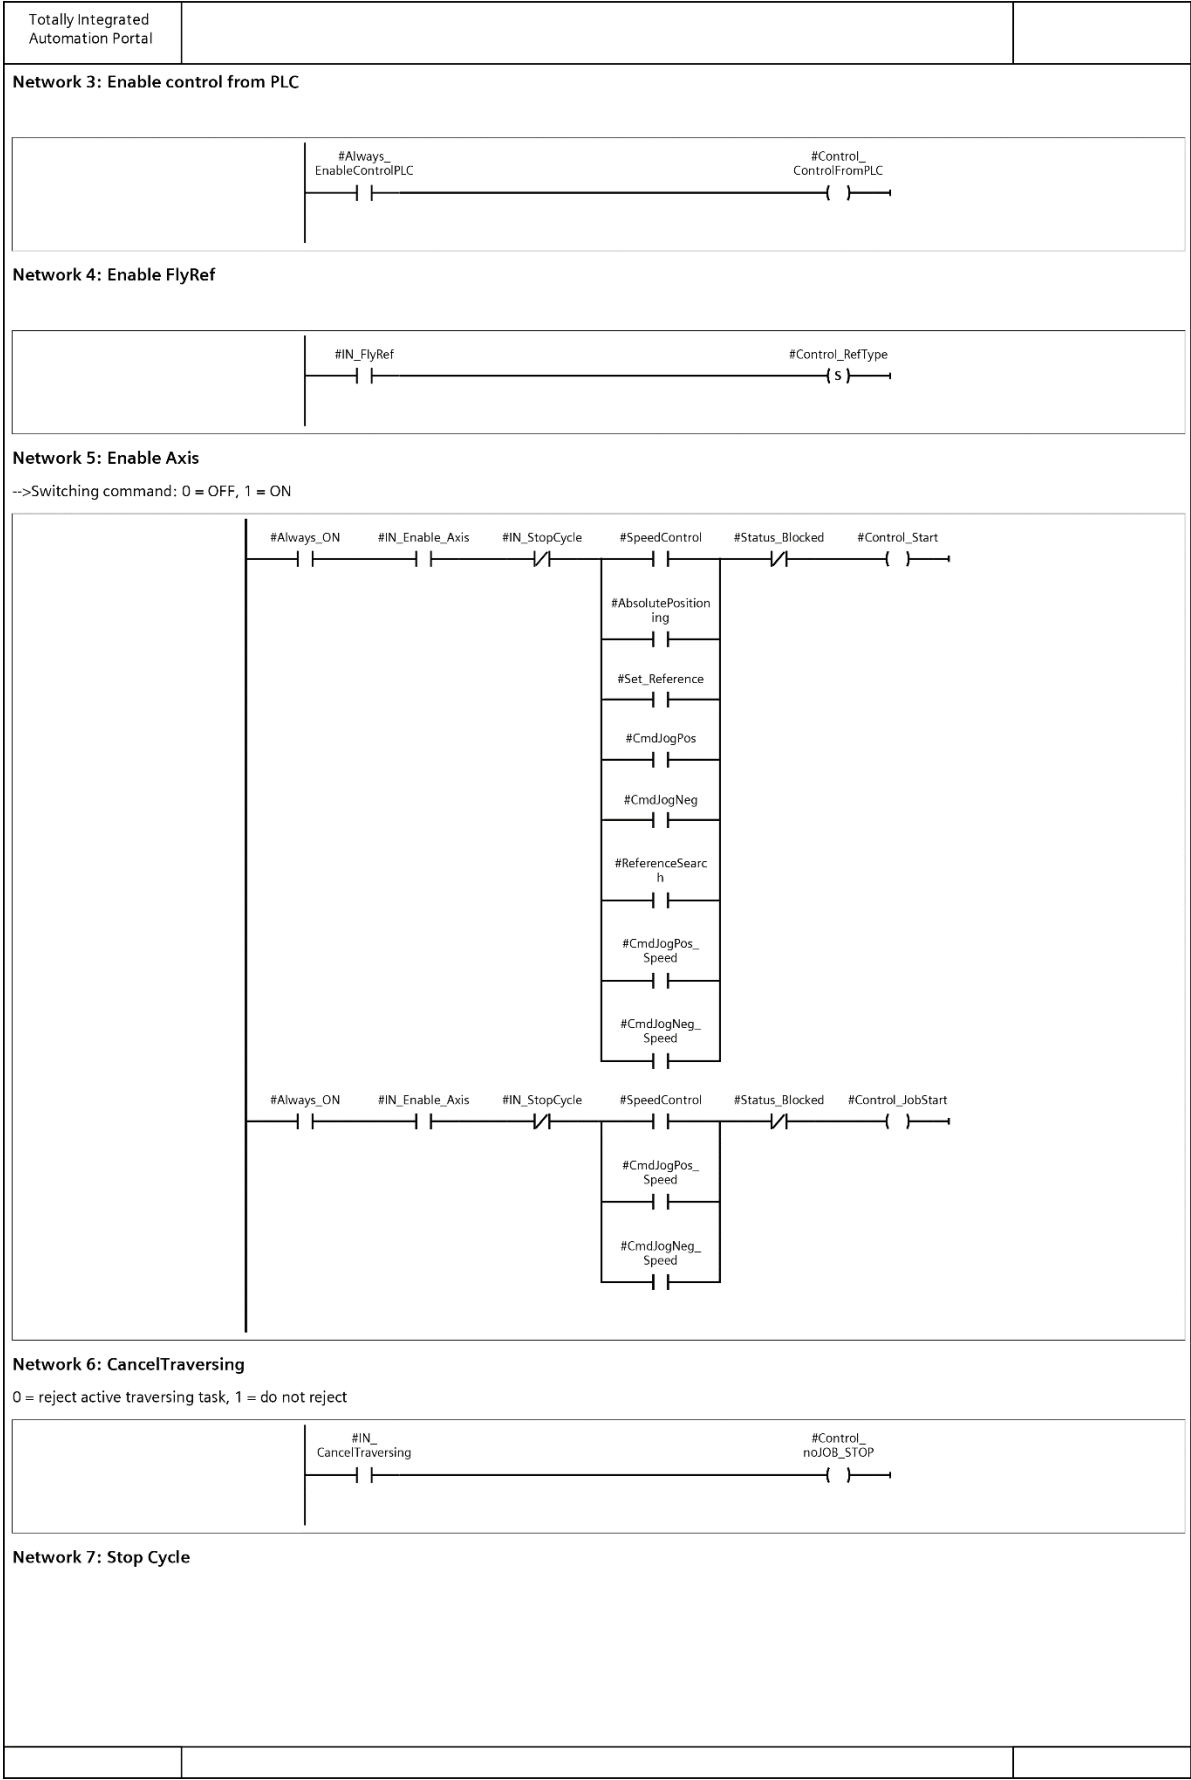 Totally Integrated
Automation Portal
Network 3: Enable control from PLC
#Always_
EnableControlPLC
#Control_
ControlFromPLC
Network 4: Enable FlyRef
#IN_FlyRef
#Control_RefType
S
Network 5: Enable Axis
-->Switching command: 0 = OFF, 1 = ON
#Always_ON #IN_Enable_Axis #IN_StopCycle #SpeedControl #Status_Blocked #Control_Start
#AbsolutePosition
ing
#Set_Reference
#CmdJogPos
#CmdJogNeg
#ReferenceSearc
h
#CmdJogPos_
Speed
#CmdJogNeg_
Speed
#Always_ON #IN_Enable_Axis #IN_StopCycle #SpeedControl #Status_Blocked #Control_JobStart
#CmdJogPos_
Speed
#CmdJogNeg_
Speed
Network 6: CancelTraversing
0 = reject active traversing task, 1 = do not reject
#IN_
CancelTraversing
#Control_
noJOB_STOP
Network 7: Stop Cycle